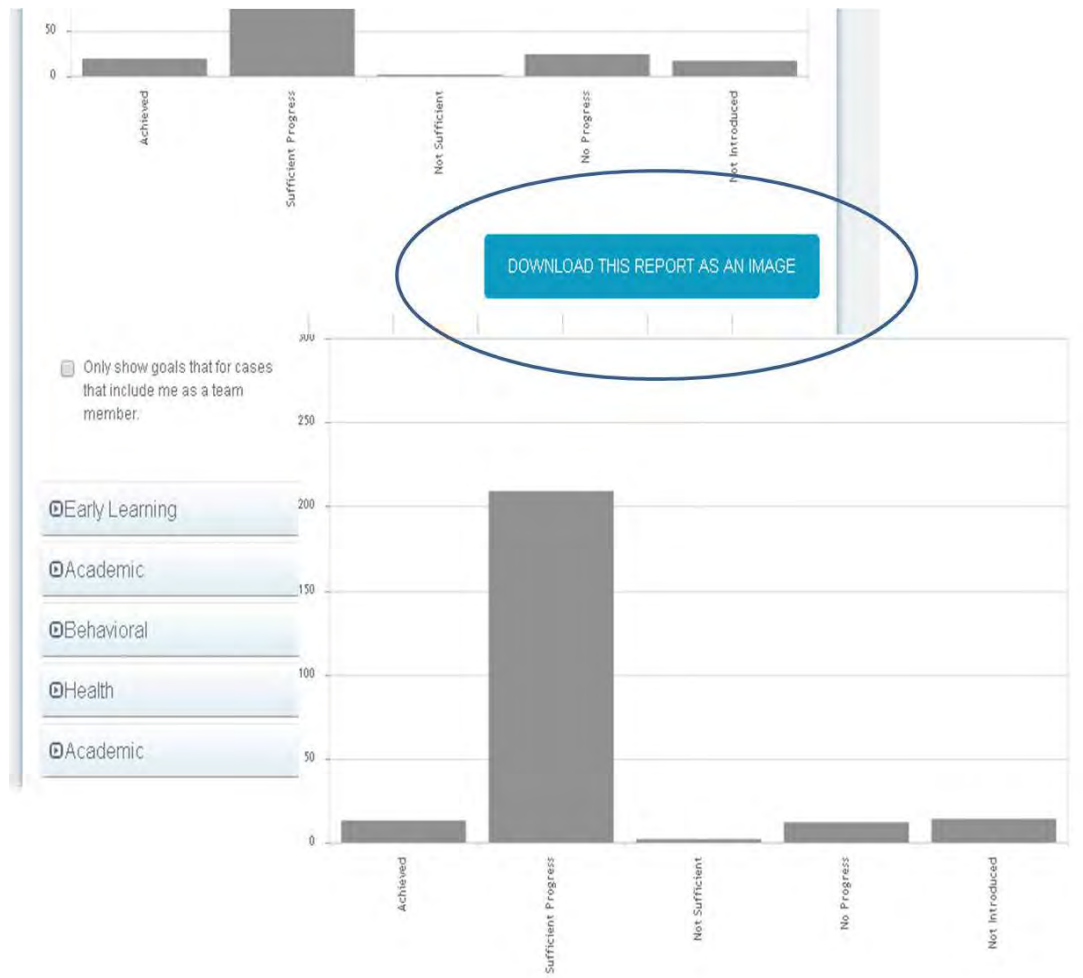 50
0
Achieved
Sufficient Progress
Not Sufficient
No Progress
Not Introduced
DOWNLOAD THIS REPORT AS AN IMAGE
Only show goals that for cases
that include me as a team
member.
Early Learning
Academic
Behavioral
Health
Academic
300
250
200
150
100
50
0
Achieved
Sufficient Progress
Not Sufficient
No Progress
Not Introduced